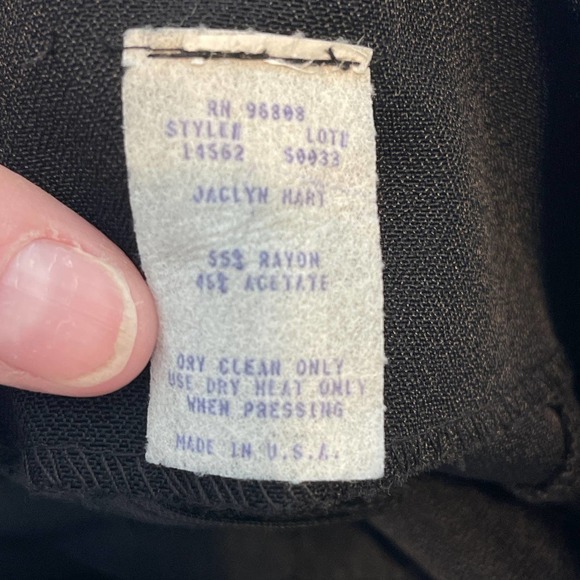 RN 96808
STYLE# LOT#
14562 50033
JACLYN HART
55% RAYON
45% ACETATE
DRY CLEAN ONLY
USE DRY HEAT ONLY
WHEN PRESSING
MADE IN U.S.A.